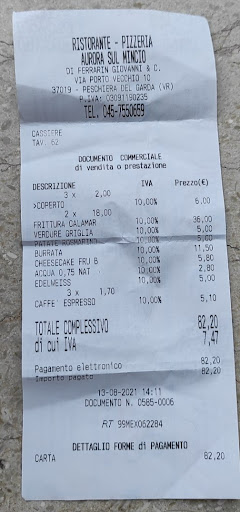 RISTORANTE - PIZZERIA
AURORA SUL MINCIO
DI FERRARIN GIOVANNI & C.
VIA PORTO VECCHIO 10
37019 - PESCHIERA DEL GARDA (VR)
P.IVA: 03091190235
TEL. 045-7550659
CASSIERE
TAV. 62
DOCUMENTO COMMERCIALE
di vendita o prestazione
DESCRIZIONE IVA Prezzo(€)
3 x 2,00
>COPERTO 10,00% 6,00
2 x 18,00
FRITTURA CALAMAR 10,00% 36,00
VERDURE GRIGLIA 10,00% 5,00
PATATE ROSMARINO 10,00% 5,00
BURRATA 10,00% 11,50
CHEESECAKE FRU B 10,00% 5,80
ACQUA 0,75 NAT 10,00% 2,80
EDELWEISS 10,00% 5,00
3 x 1,70
CAFFE' ESPRESSO 10,00% 5,10
TOTALE COMPLESSIVO 82,20
di cui IVA 7,47
Pagamento elettronico 82,20
Importo pagato 82,20
13-08-2021 14:11
DOCUMENTO N. 0585-0006
RT 99MEX062284
DETTAGLIO FORME di PAGAMENTO
CARTA 82,20